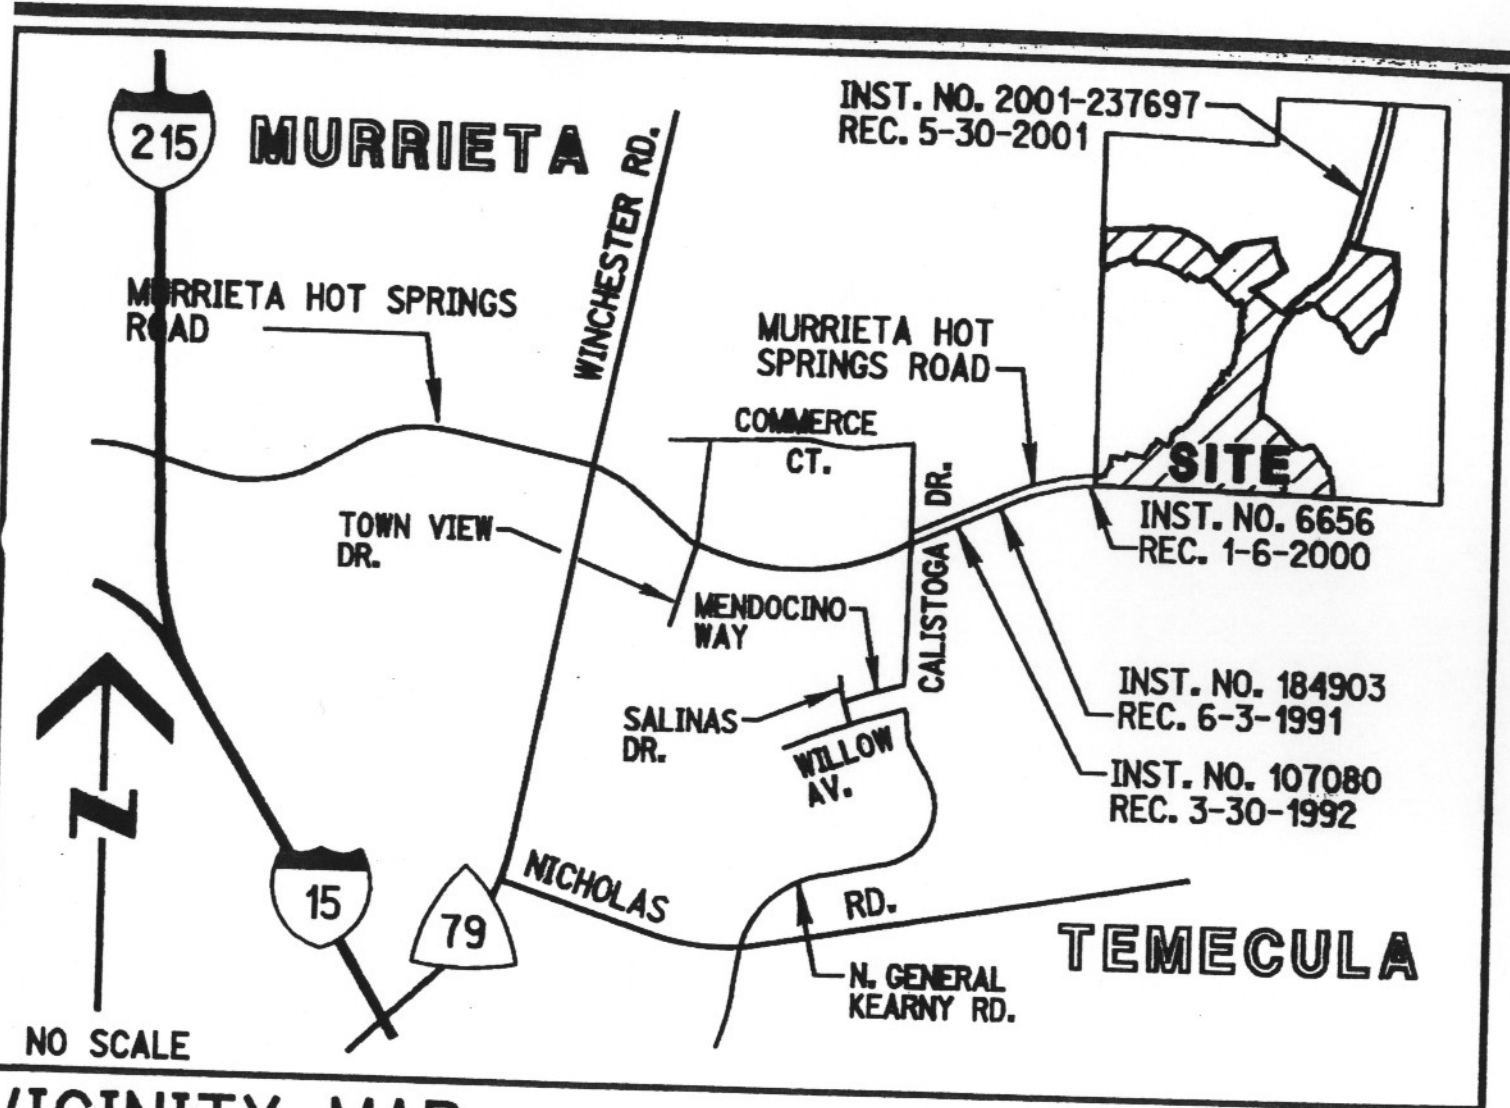 215
MURRIETA
WINCHESTER RD.
INST. NO. 2001-237697
REC. 5-30-2001
MURRIETA HOT SPRINGS
ROAD
MURRIETA HOT
SPRINGS ROAD
COMMERCE
CT.
SITE
TOWN VIEW
DR.
CALISTOGA DR.
INST. NO. 6656
REC. 1-6-2000
MENDOCINO
WAY
INST. NO. 184903
REC. 6-3-1991
SALINAS
DR.
WILLOW
AV.
INST. NO. 107080
REC. 3-30-1992
N
15
79
NICHOLAS RD.
TEMECULA
N. GENERAL
KEARNY RD.
NO SCALE
VICINITY MAP